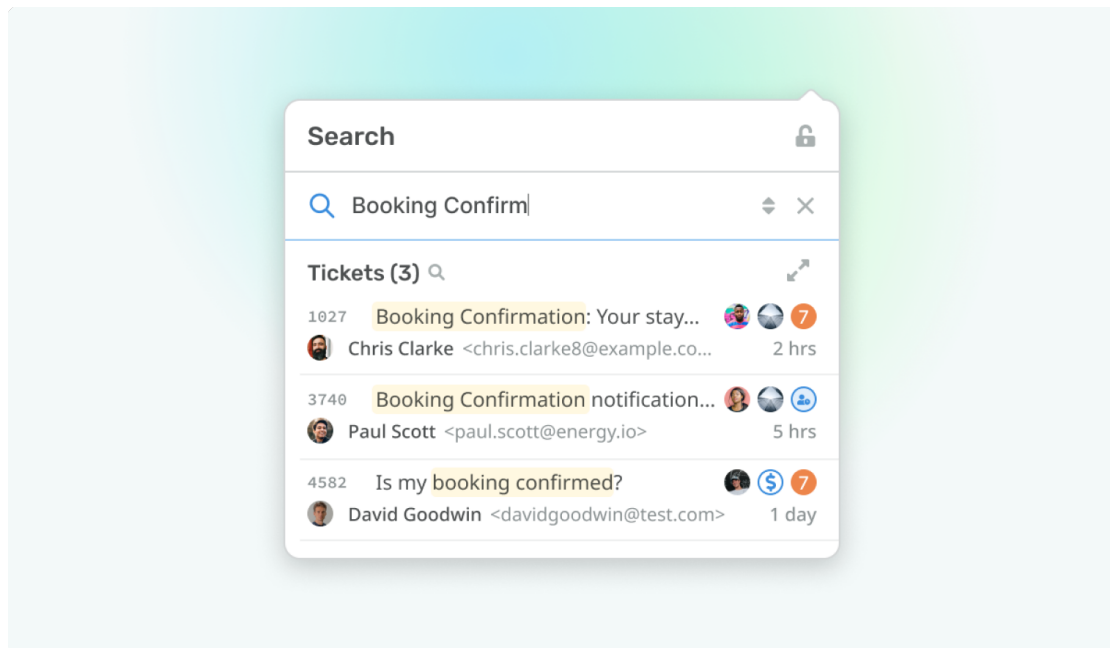 Search
Booking Confirm
Tickets (3)
1027 Booking Confirmation: Your stay... 7
Chris Clarke <chris.clarke8@example.co... 2 hrs
3740 Booking Confirmation notification...
Paul Scott <paul.scott@energy.io> 5 hrs
4582 Is my booking confirmed? $ 7
David Goodwin <davidgoodwin@test.com> 1 day